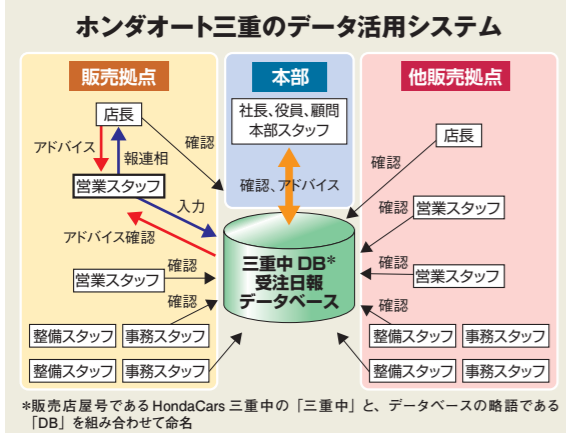 ホンダオート三重のデータ活用システム
販売拠点
本部
他販売拠点
店長
アドバイス
報連相
確認
営業スタッフ
入力
アドバイス確認
営業スタッフ
確認
確認
整備スタッフ
事務スタッフ
整備スタッフ
事務スタッフ
社長、役員、顧問
本部スタッフ
確認、アドバイス
三重中 DB*
受注日報
データベース
店長
確認
確認
営業スタッフ
確認
営業スタッフ
確認
整備スタッフ
事務スタッフ
整備スタッフ
事務スタッフ
*販売店屋号であるHondaCars 三重中の「三重中」と、データベースの略語である
「DB」を組み合わせて命名